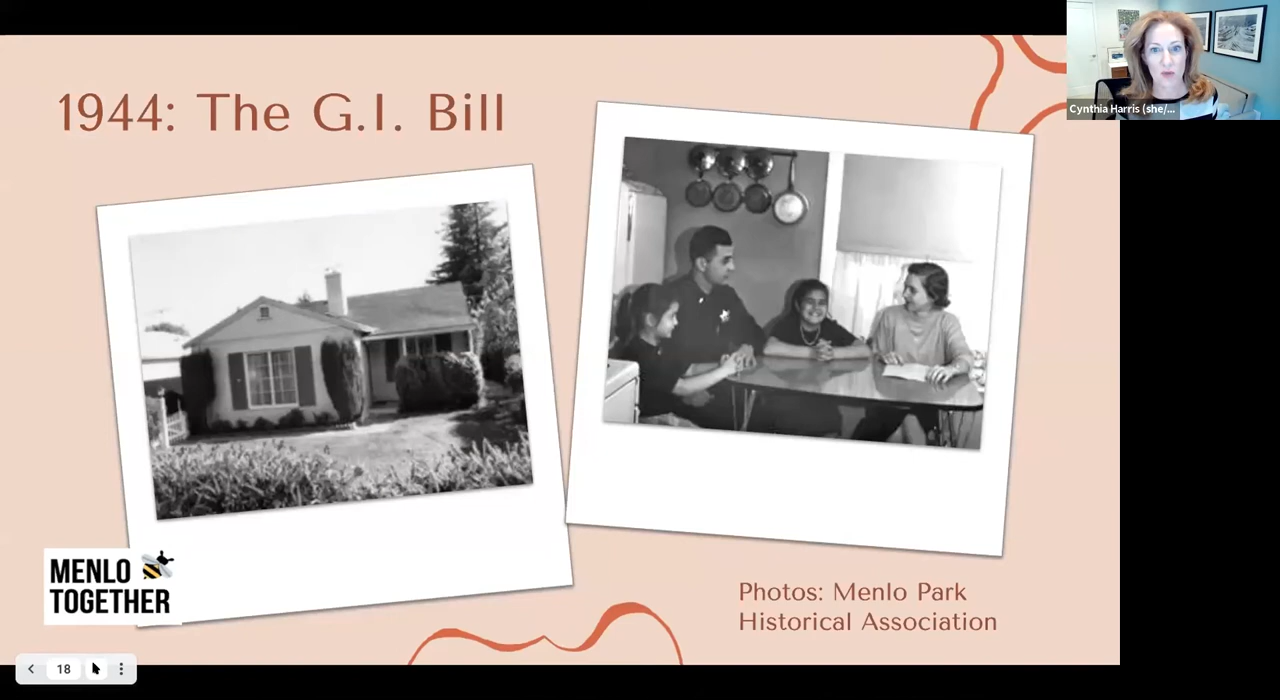 1944: The G.I. Bill
Cynthia Harris (she/...
MENLO
TOGETHER
Photos: Menlo Park
Historical Association
18